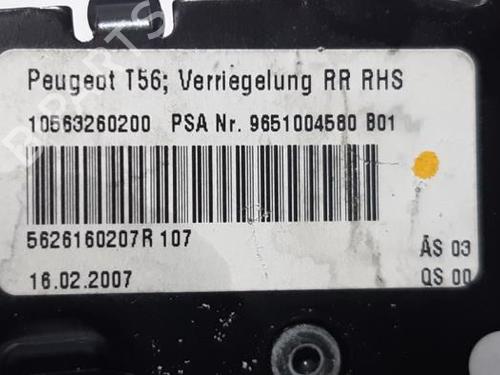 Peugeot T56; Verriegelung RR RHS
10563260200 PSA Nr. 9651004580 B01
5626160207R 107
ÄS 03
16.02.2007
QS 00
B-PARTS